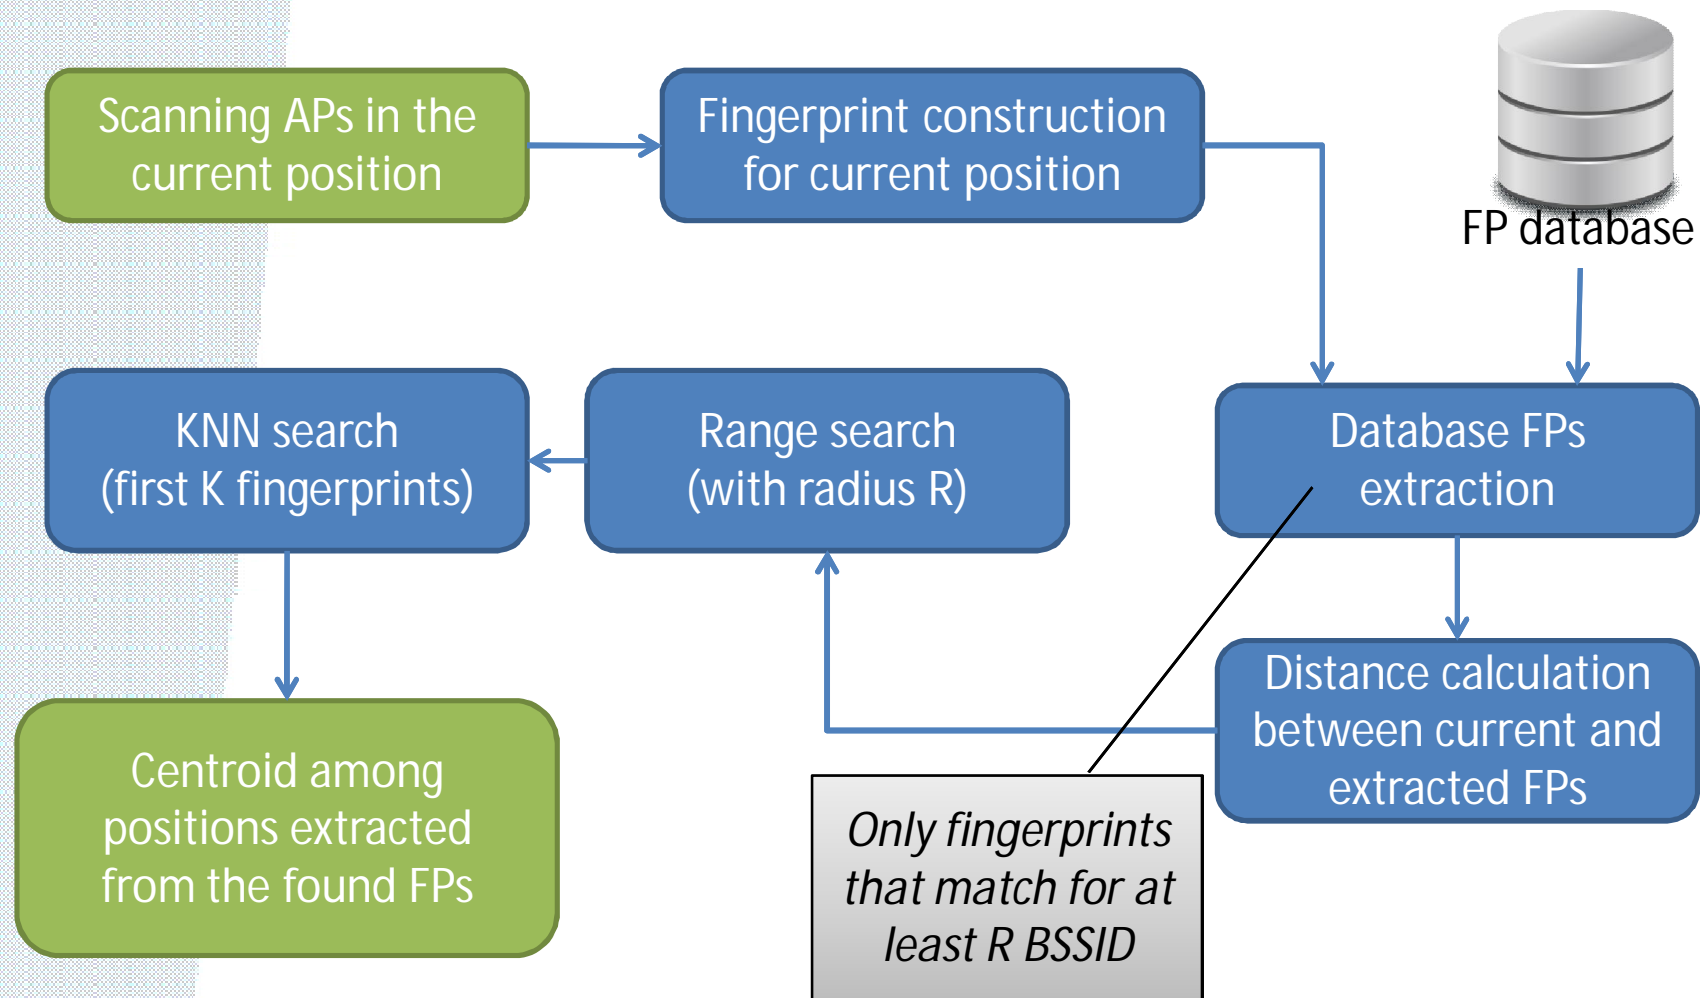 Scanning APs in the
current position
Fingerprint construction
for current position
FP database
KNN search
(first K fingerprints)
Range search
(with radius R)
Database FPs
extraction
Distance calculation
between current and
extracted FPs
Centroid among
positions extracted
from the found FPs
Only fingerprints
that match for at
least R BSSID